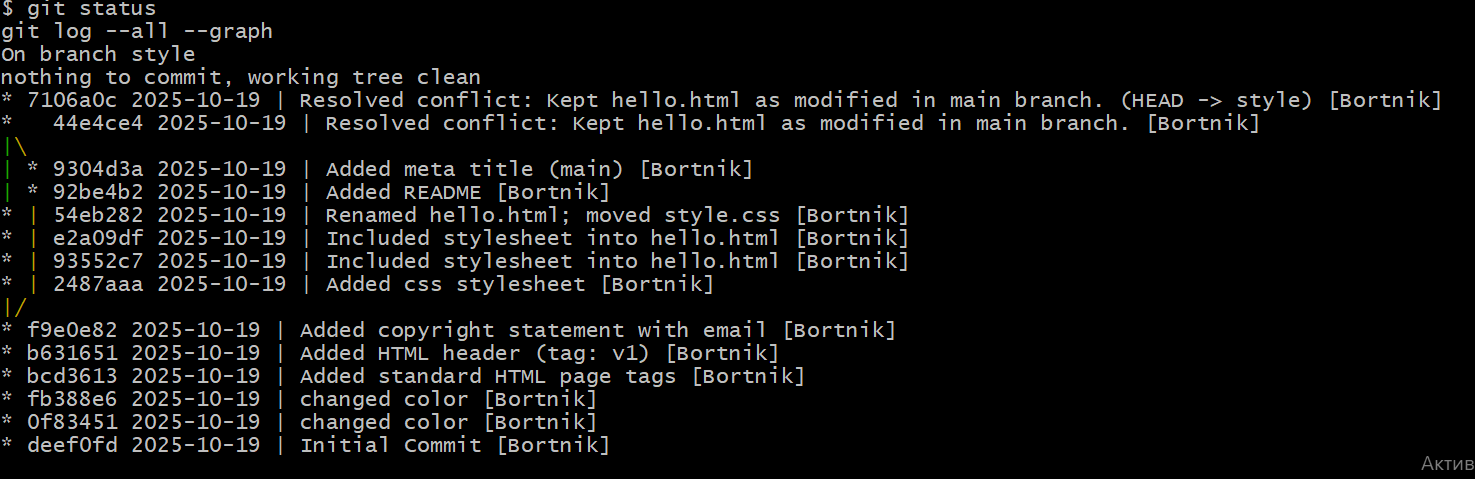 $ git status
git log --all --graph
On branch style
nothing to commit, working tree clean
* 7106a0c 2025-10-19 | Resolved conflict: Kept hello.html as modified in main branch. (HEAD -> style) [Bortnik]
*   44e4ce4 2025-10-19 | Resolved conflict: Kept hello.html as modified in main branch. [Bortnik]
|\
| * 9304d3a 2025-10-19 | Added meta title (main) [Bortnik]
| * 92be4b2 2025-10-19 | Added README [Bortnik]
* | 54eb282 2025-10-19 | Renamed hello.html; moved style.css [Bortnik]
* | e2a09df 2025-10-19 | Included stylesheet into hello.html [Bortnik]
* | 93552c7 2025-10-19 | Included stylesheet into hello.html [Bortnik]
* | 2487aaa 2025-10-19 | Added css stylesheet [Bortnik]
|/
* f9e0e82 2025-10-19 | Added copyright statement with email [Bortnik]
* b631651 2025-10-19 | Added HTML header (tag: v1) [Bortnik]
* bcd3613 2025-10-19 | Added standard HTML page tags [Bortnik]
* fb388e6 2025-10-19 | changed color [Bortnik]
* 0f83451 2025-10-19 | changed color [Bortnik]
* deef0fd 2025-10-19 | Initial Commit [Bortnik]
Актив